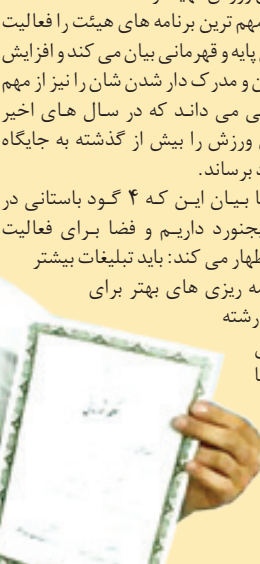 مهم ترین برنامه های هیئت را فعالیت
پایه و قهرمانی بیان می کند و افزایش
ن و مدرک دار شدن شان را نیز از مهم
ی می داند که در سال های اخیر
ورزش را بیش از گذشته به جایگاه
د برساند.
ا بیان این که ۴ گود باستانی در
بجنورد داریم و فضا برای فعالیت
ظهار می کند: باید تبلیغات بیشتر
مه ریزی های بهتر برای
رشته
ی
ا